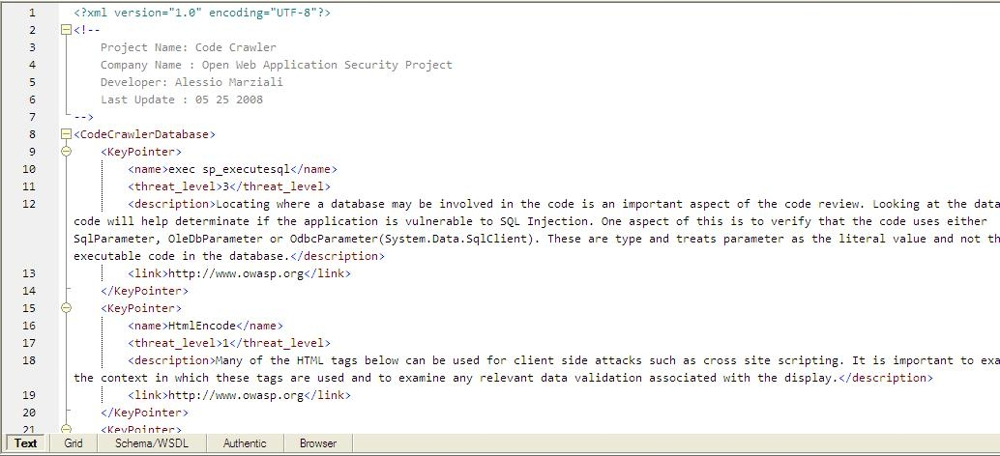 1 <?xml version="1.0" encoding="UTF-8"?>
2 <!--
3 Project Name: Code Crawler
4 Company Name : Open Web Application Security Project
5 Developer: Alessio Marziali
6 Last Update : 05 25 2008
7 -->
8 <CodeCrawlerDatabase>
9 <KeyPointer>
10 <name>exec sp_executesql</name>
11 <threat_level>3</threat_level>
12 <description>Locating where a database may be involved in the code is an important aspect of the code review. Looking at the data
code will help determinate if the application is vulnerable to SQL Injection. One aspect of this is to verify that the code uses either
SqlParameter, OleDbParameter or OdbcParameter(System.Data.SqlClient). These are type and treats parameter as the literal value and not th
executable code in the database.</description>
13 <link>http://www.owasp.org</link>
14 </KeyPointer>
15 <KeyPointer>
16 <name>HtmlEncode</name>
17 <threat_level>1</threat_level>
18 <description>Many of the HTML tags below can be used for client side attacks such as cross site scripting. It is important to exa
the context in which these tags are used and to examine any relevant data validation associated with the display.</description>
19 <link>http://www.owasp.org</link>
20 </KeyPointer>
21 <KeyPointer>
Text Grid Schema/WSDL Authentic Browser